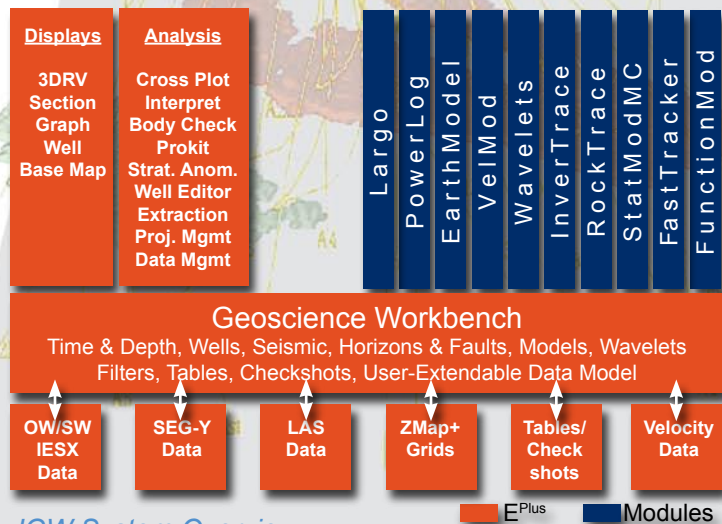 Displays
3DRV
Section
Graph
Well
Base Map
Analysis
Cross Plot
Interpret
Body Check
Prokit
Strat. Anom.
Well Editor
Extraction
Proj. Mgmt
Data Mgmt
Largo
PowerLog
EarthModel
VelMod
Wavelets
InverTrace
RockTrace
StatModMC
FastTracker
FunctionMod
Geoscience Workbench
Time & Depth, Wells, Seismic, Horizons & Faults, Models, Wavelets
Filters, Tables, Checkshots, User-Extendable Data Model
OW/SW
IESX
Data
SEG-Y
Data
LAS
Data
ZMap+
Grids
Tables/
Check
shots
Velocity
Data
EPlus
Modules
A4